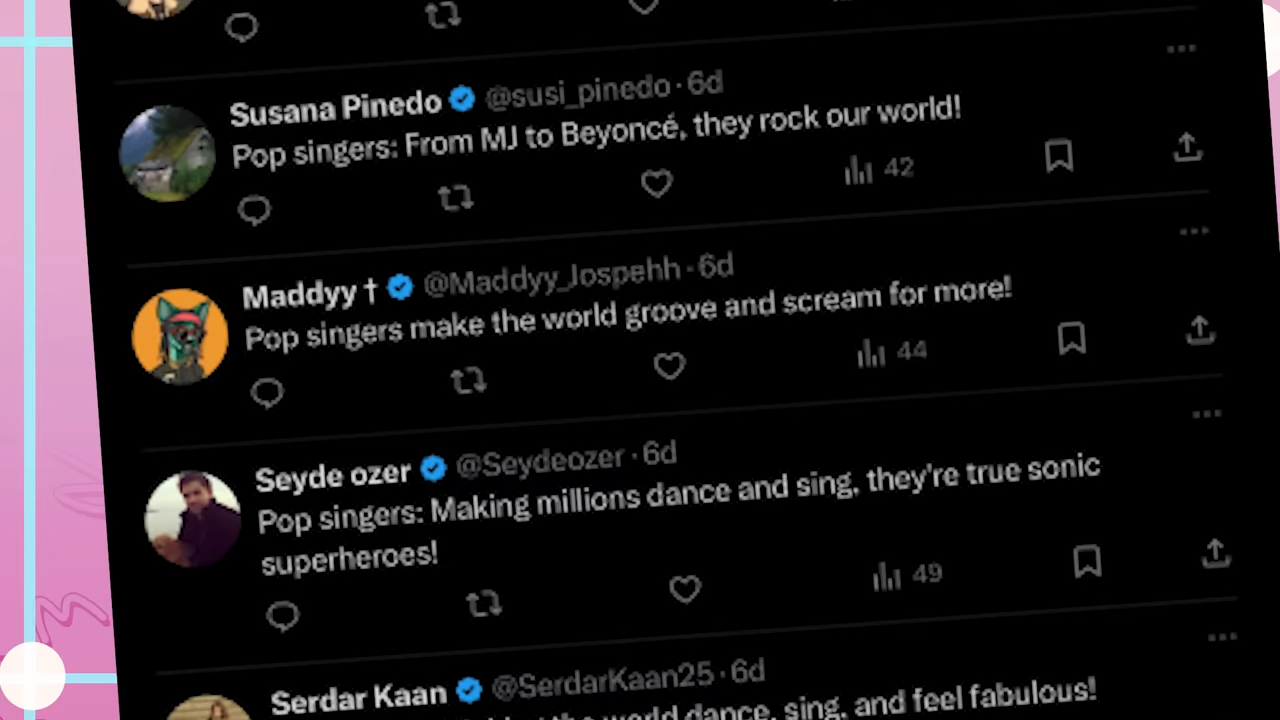 Susana Pinedo @susi_pinedo · 6d
Pop singers: From MJ to Beyoncé, they rock our world!
42
Maddyy † @Maddyy_Jospehh · 6d
Pop singers make the world groove and scream for more!
44
Seyde ozer @Seydeozer · 6d
Pop singers: Making millions dance and sing, they're true sonic
superheroes!
49
Serdar Kaan @SerdarKaan25 · 6d
the world dance, sing, and feel fabulous!